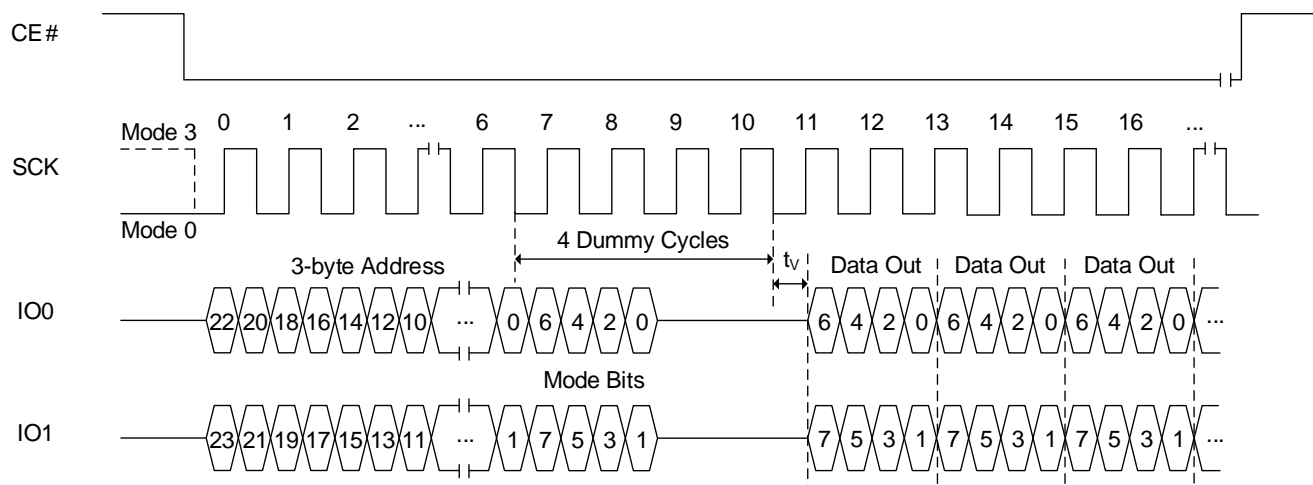 CE#
0 1 2 ... 6 7 8 9 10 11 12 13 14 15 16 ...
Mode 3
SCK
Mode 0
4 Dummy Cycles
3-byte Address tV Data Out Data Out Data Out
IO0 22 20 18 16 14 12 10 ... 0 6 4 2 0 6 4 2 0 6 4 2 0 6 4 2 0 ...
Mode Bits
IO1 23 21 19 17 15 13 11 ... 1 7 5 3 1 7 5 3 1 7 5 3 1 7 5 3 1 ...